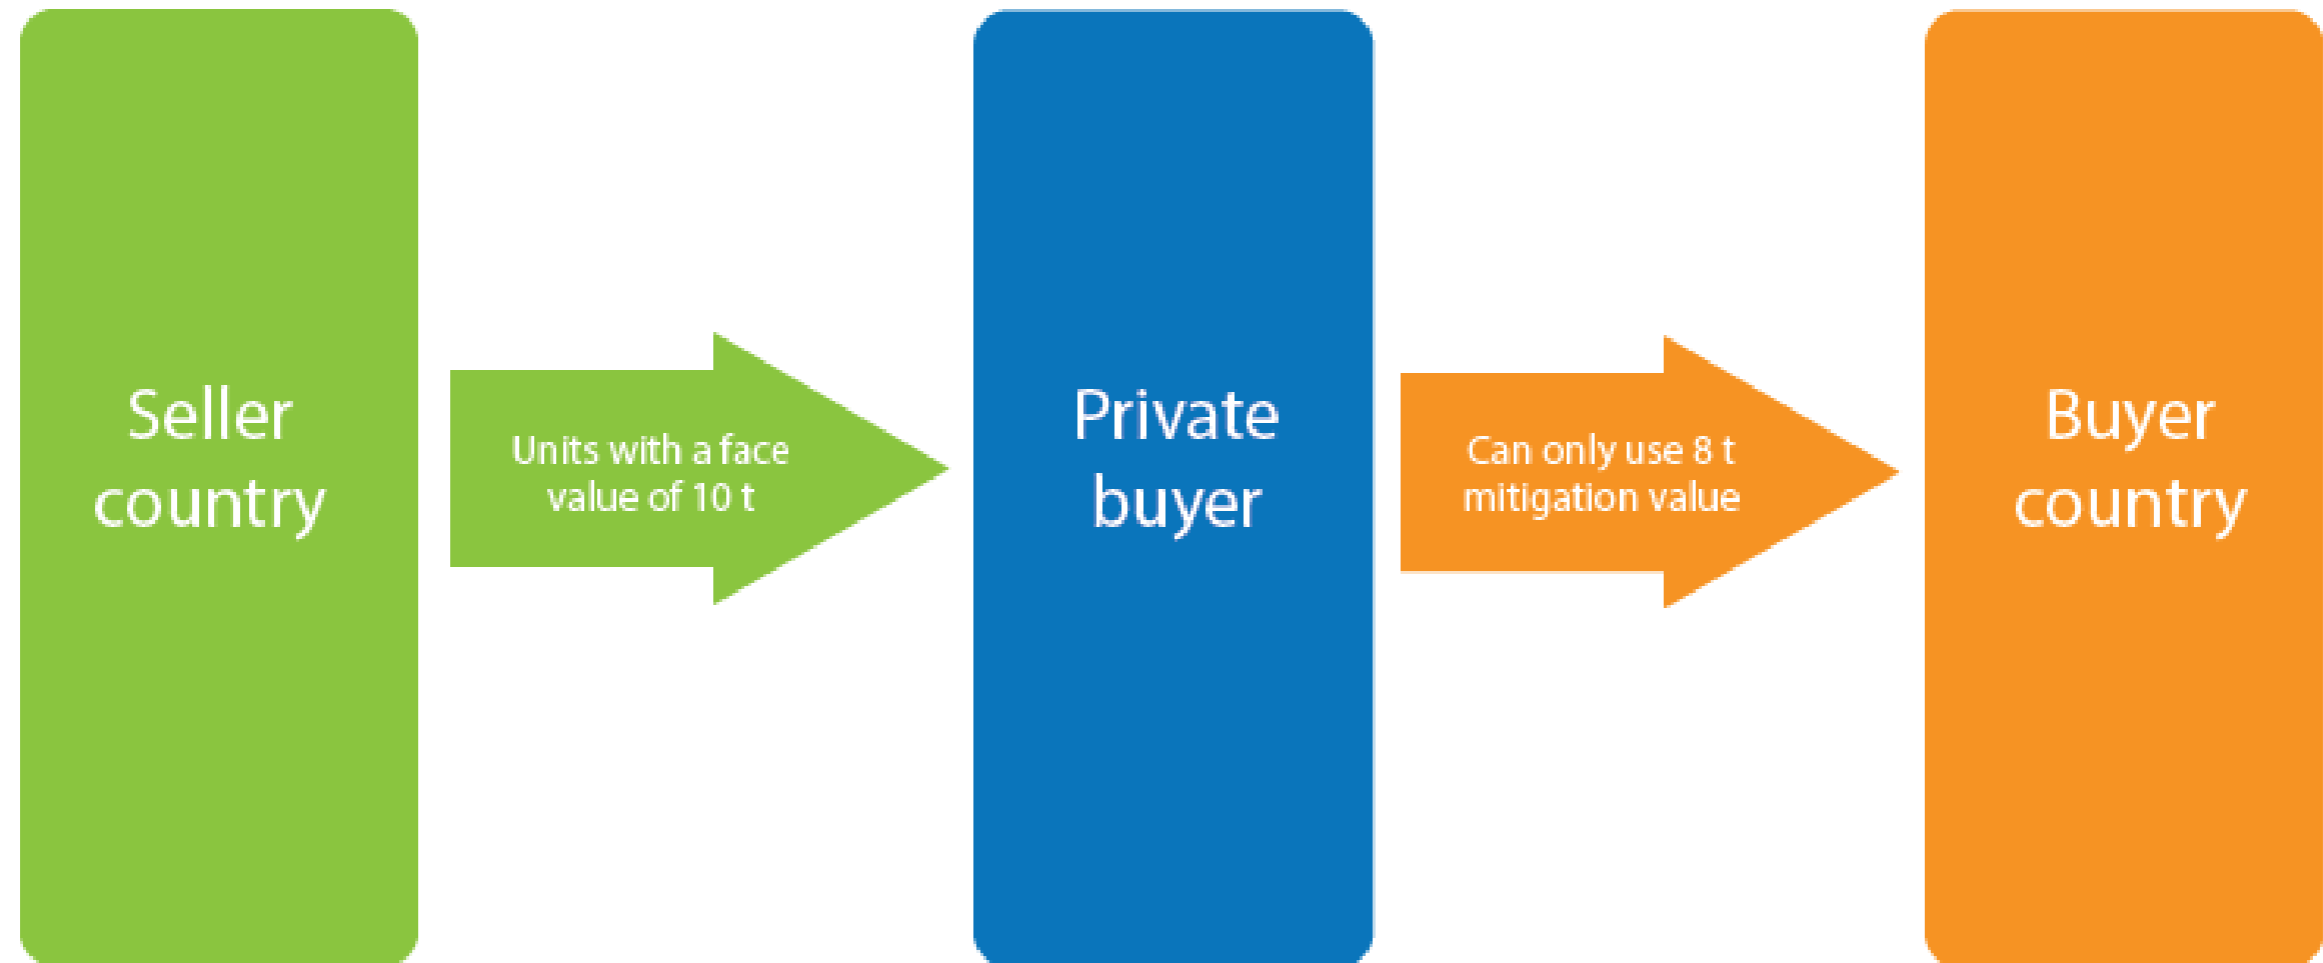 Seller
country
Units with a face
value of 10 t
Private
buyer
Can only use 8 t
mitigation value
Buyer
country